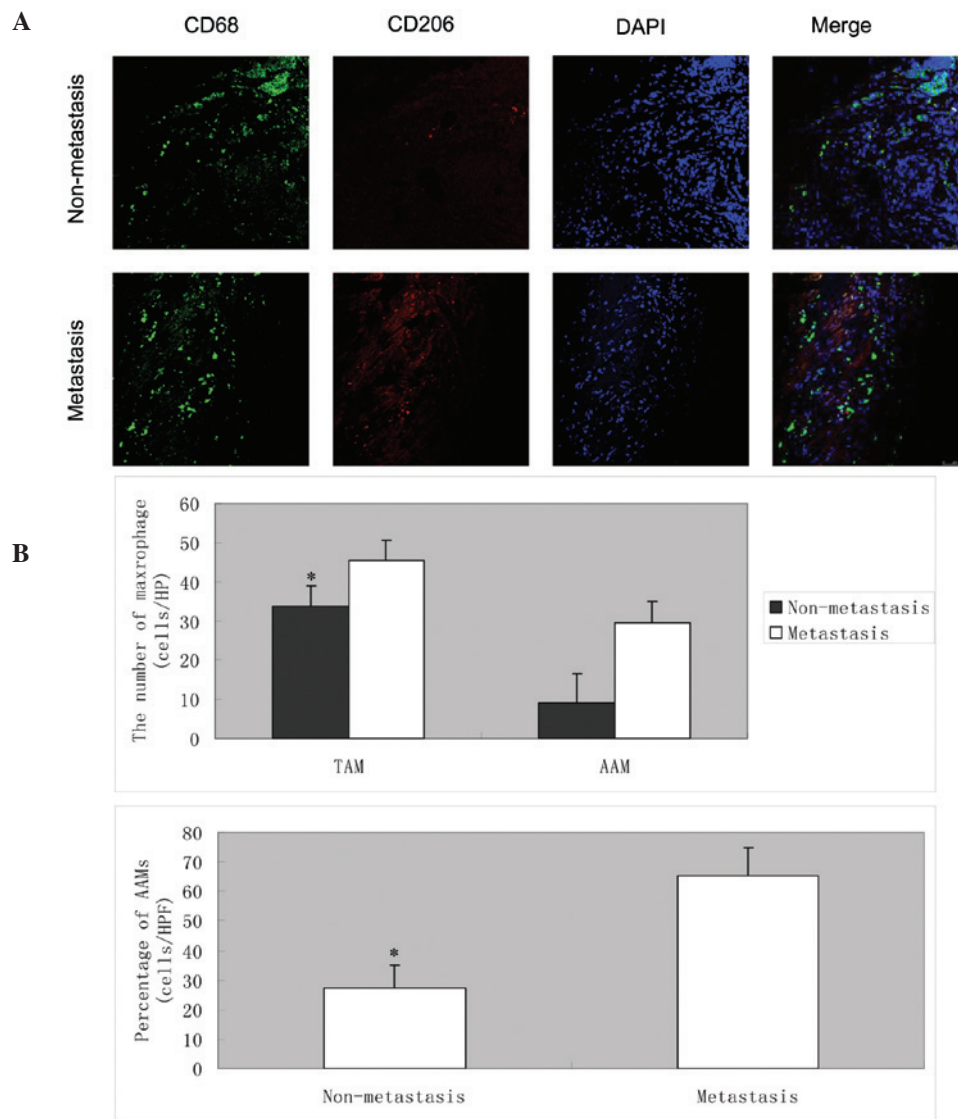 A
CD68 CD206 DAPI Merge
Non-metastasis
Metastasis
B
The number of maxrophage
(cells/HP)
60
50
40
30
20
10
0
*
TAM AAM
Non-metastasis
Metastasis
Percentage of AAMs
(cells/HPF)
80
70
60
50
40
30
20
10
0
*
Non-metastasis Metastasis